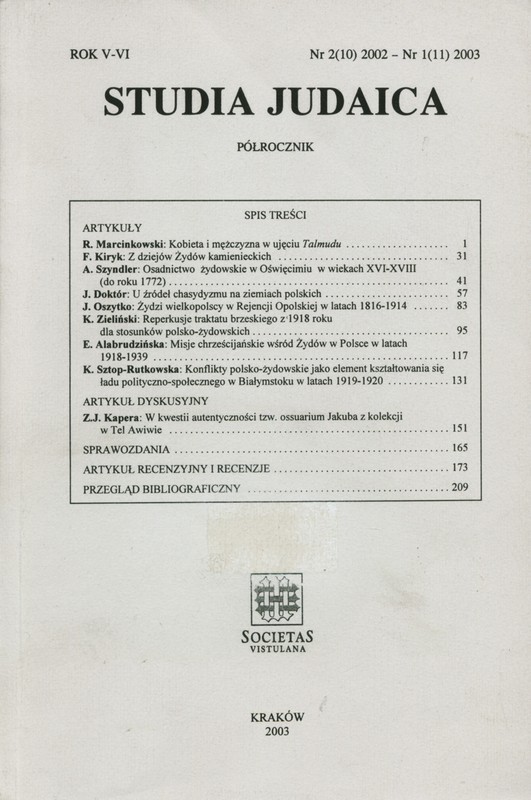 ROK V-VI Nr 2(10) 2002 – Nr 1(11) 2003
STUDIA JUDAICA
PÓŁROCZNIK
SPIS TREŚCI
ARTYKUŁY
R. Marcinkowski: Kobieta i mężczyzna w ujęciu Talmudu .................... 1
F. Kiryk: Z dziejów Żydów kamienieckich .................... 31
A. Szyndler: Osadnictwo żydowskie w Oświęcimiu w wiekach XVI-XVIII
(do roku 1772) .................... 41
J. Doktór: U źródeł chasydyzmu na ziemiach polskich .................... 57
J. Oszytko: Żydzi wielkopolscy w Rejencji Opolskiej w latach 1816-1914 ....... 83
K. Zieliński: Reperkusje traktatu brzeskiego z 1918 roku
dla stosunków polsko-żydowskich .................... 95
E. Alabrudzińska: Misje chrześcijańskie wśród Żydów w Polsce w latach
1918-1939 .................... 117
K. Sztop-Rutkowska: Konflikty polsko-żydowskie jako element kształtowania się
ładu polityczno-społecznego w Białymstoku w latach 1919-1920 ............ 131
ARTYKUŁ DYSKUSYJNY
Z.J. Kapera: W kwestii autentyczności tzw. ossuarium Jakuba z kolekcji
w Tel Awiwie .................... 151
SPRAWOZDANIA .................... 165
ARTYKUŁ RECENZYJNY I RECENZJE .................... 173
PRZEGLĄD BIBLIOGRAFICZNY .................... 209
SOCIETAS
VISTULANA
KRAKÓW
2003